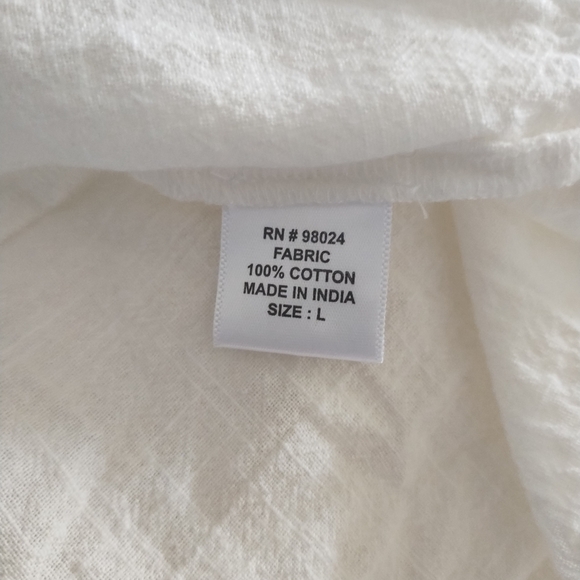 RN # 98024
FABRIC
100% COTTON
MADE IN INDIA
SIZE : L